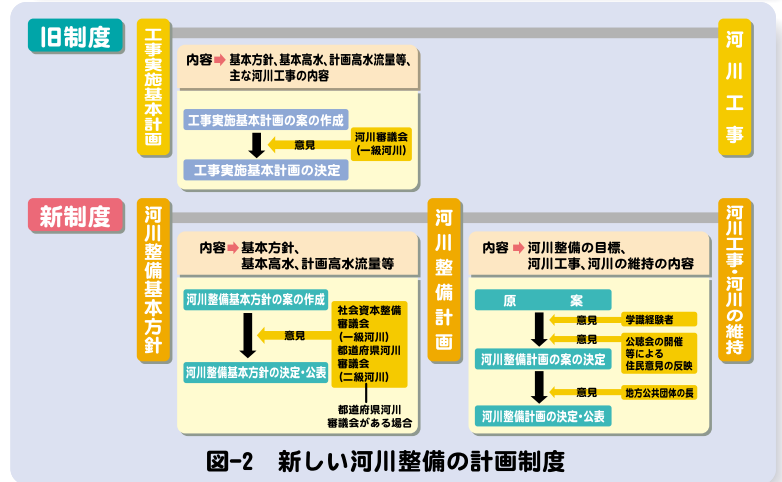 旧制度
工事実施基本計画
内容➡基本方針、基本高水、計画高水流量等、
主な河川工事の内容
工事実施基本計画の案の作成
意見
河川審議会
(一級河川)
工事実施基本計画の決定
河川工事
新制度
河川整備基本方針
内容➡基本方針、
基本高水、計画高水流量等
河川整備基本方針の案の作成
意見
社会資本整備
審議会
(一級河川)
都道府県河川
審議会
(二級河川)
河川整備基本方針の決定・公表
都道府県河川
審議会がある場合
河川整備計画
内容➡河川整備の目標、
河川工事、河川の維持の内容
原 案
意見
学識経験者
意見
公聴会の開催
等による
住民意見の反映
河川整備計画の案の決定
意見
地方公共団体の長
河川整備計画の決定・公表
河川工事・河川の維持
図-2 新しい河川整備の計画制度